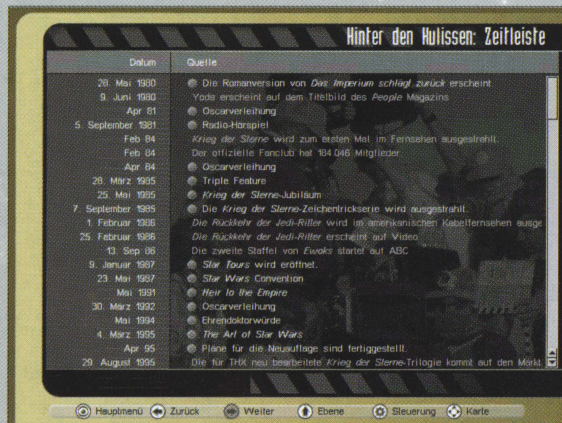 Hinter den Kulissen: Zeitleiste
Datum Quelle
28. Mai 1980 Die Romanversion von Das Imperium schlägt zurück erscheint
9. Juni 1980 Yoda erscheint auf dem Titelbild des People Magazins
Apr 81 Oscarverleihung
5. September 1981 Radio-Hörspiel
Feb 84 Krieg der Sterne wird zum ersten Mal im Fernsehen ausgestrahlt.
Feb 84 Der offizielle Fanclub hat 184.046 Mitglieder
Apr 84 Oscarverleihung
28. März 1985 Triple Feature
25. Mai 1985 Krieg der Sterne-Jubiläum
7. September 1985 Die Krieg der Sterne-Zeichentrickserie wird ausgestrahlt.
1. Februar 1986 Die Rückkehr der Jedi-Ritter wird im amerikanischen Kabelfernsehen ausge
25. Februar 1986 Die Rückkehr der Jedi-Ritter erscheint auf Video
13. Sep 86 Die zweite Staffel von Ewoks startet auf ABC
9. Januar 1987 Star Tours wird eröffnet.
23. Mai 1987 Star Wars Convention
Mai 1991 Heir to the Empire
30. März 1992 Oscarverleihung
Mai 1994 Ehrendoktorwürde
4. März 1995 The Art of Star Wars
Apr 95 Pläne für die Neuauflage sind fertiggestellt.
29. August 1995 Die für THX neu bearbeitete Krieg der Sterne-Trilogie kommt auf den Markt
Hauptmenü Zurück Weiter Ebene Steuerung Karte